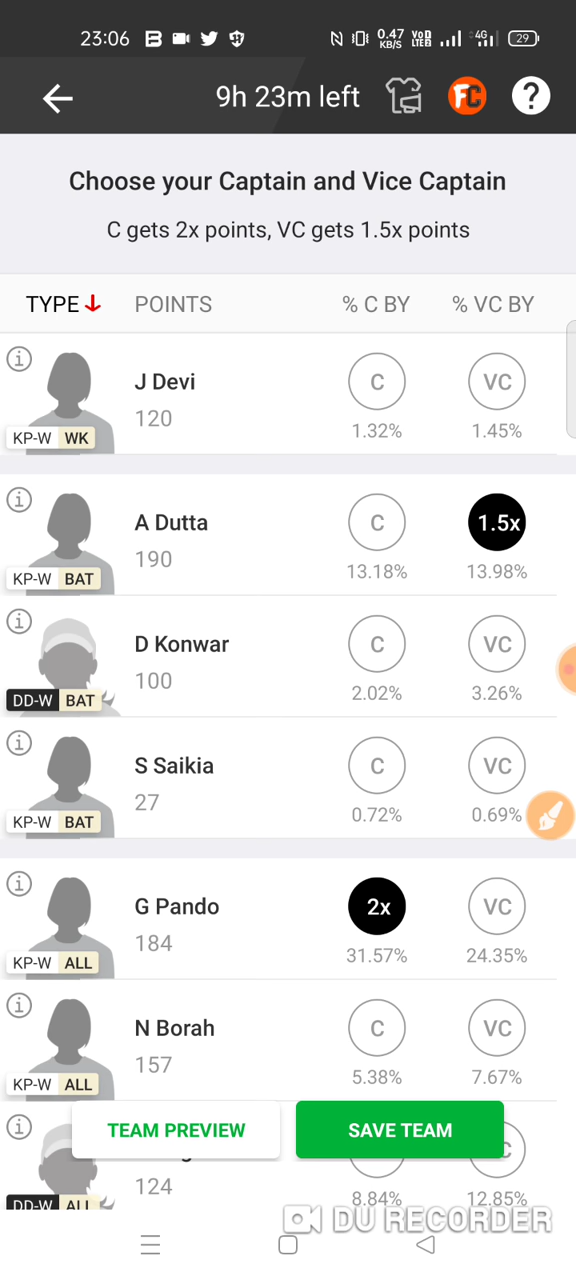 23:06 0.47 KB/S VoD LTE2 4G 29
9h 23m left FC ?
Choose your Captain and Vice Captain
C gets 2x points, VC gets 1.5x points
TYPE POINTS % C BY % VC BY
J Devi C VC
120 1.32% 1.45%
KP-W WK
A Dutta C 1.5x
190 13.18% 13.98%
KP-W BAT
D Konwar C VC
100 2.02% 3.26%
DD-W BAT
S Saikia C VC
27 0.72% 0.69%
KP-W BAT
G Pando 2x VC
184 31.57% 24.35%
KP-W ALL
N Borah C VC
157 5.38% 7.67%
KP-W ALL
TEAM PREVIEW SAVE TEAM
124 8.84% 12.85%
DD-W ALL
DU RECORDER